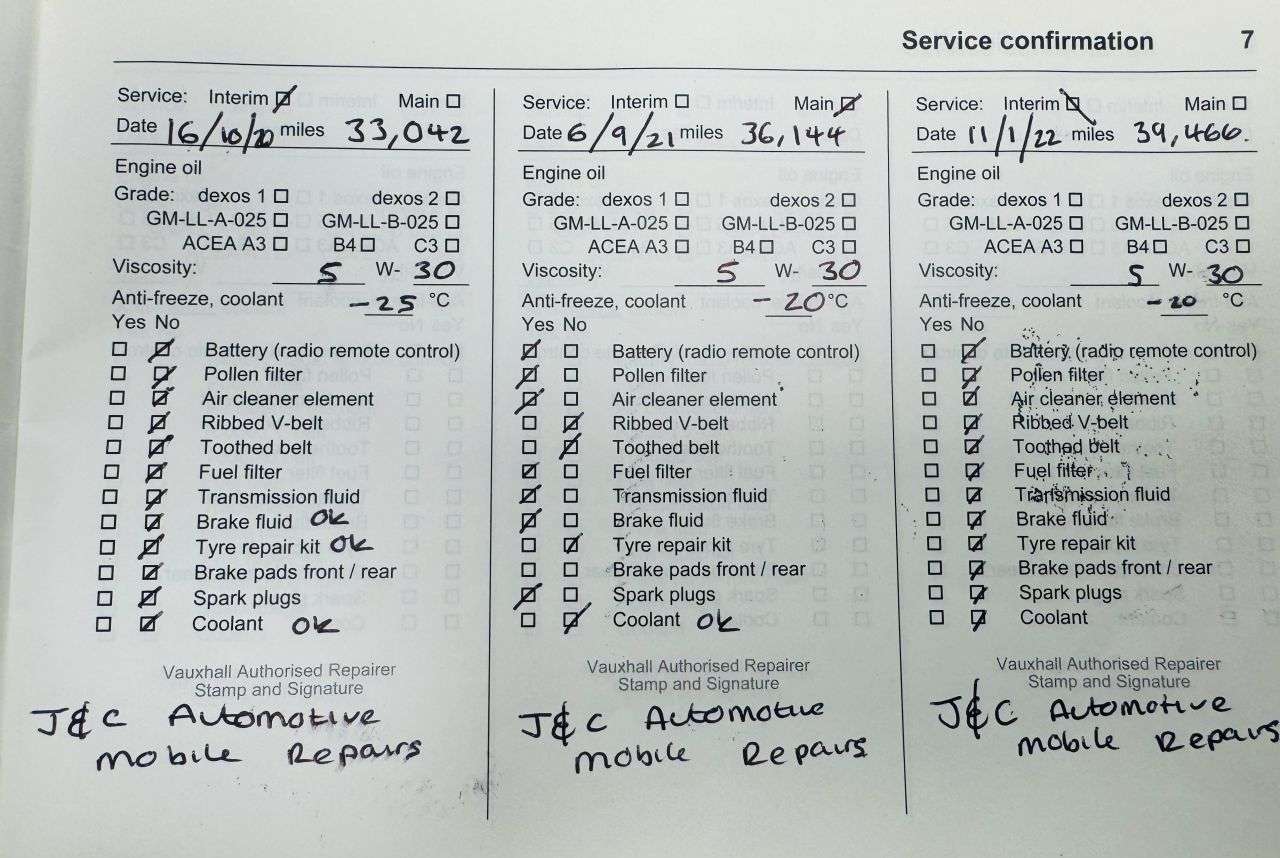 Service confirmation 7
Service: Interim Main
Date 16/10/20 miles 33,042
Engine oil
Grade: dexos 1 dexos 2
GM-LL-A-025 GM-LL-B-025
ACEA A3 B4 C3
Viscosity: 5 W- 30
Anti-freeze, coolant -25 °C
Yes No
Battery (radio remote control)
Pollen filter
Air cleaner element
Ribbed V-belt
Toothed belt
Fuel filter
Transmission fluid
Brake fluid OK
Tyre repair kit OK
Brake pads front / rear
Spark plugs
Coolant OK
Vauxhall Authorised Repairer
Stamp and Signature
J&C Automotive
mobile Repairs
Service: Interim Main
Date 6/9/21 miles 36,144
Engine oil
Grade: dexos 1 dexos 2
GM-LL-A-025 GM-LL-B-025
ACEA A3 B4 C3
Viscosity: 5 W- 30
Anti-freeze, coolant -20 °C
Yes No
Battery (radio remote control)
Pollen filter
Air cleaner element
Ribbed V-belt
Toothed belt
Fuel filter
Transmission fluid
Brake fluid
Tyre repair kit
Brake pads front / rear
Spark plugs
Coolant OK
Vauxhall Authorised Repairer
Stamp and Signature
J&C Automotive
mobile Repairs
Service: Interim Main
Date 11/1/22 miles 39,466.
Engine oil
Grade: dexos 1 dexos 2
GM-LL-A-025 GM-LL-B-025
ACEA A3 B4 C3
Viscosity: 5 W- 30
Anti-freeze, coolant -20 °C
Yes No
Battery (radio remote control)
Pollen filter
Air cleaner element
Ribbed V-belt
Toothed belt
Fuel filter
Transmission fluid
Brake fluid
Tyre repair kit
Brake pads front / rear
Spark plugs
Coolant
Vauxhall Authorised Repairer
Stamp and Signature
J&C Automotive
mobile Repairs